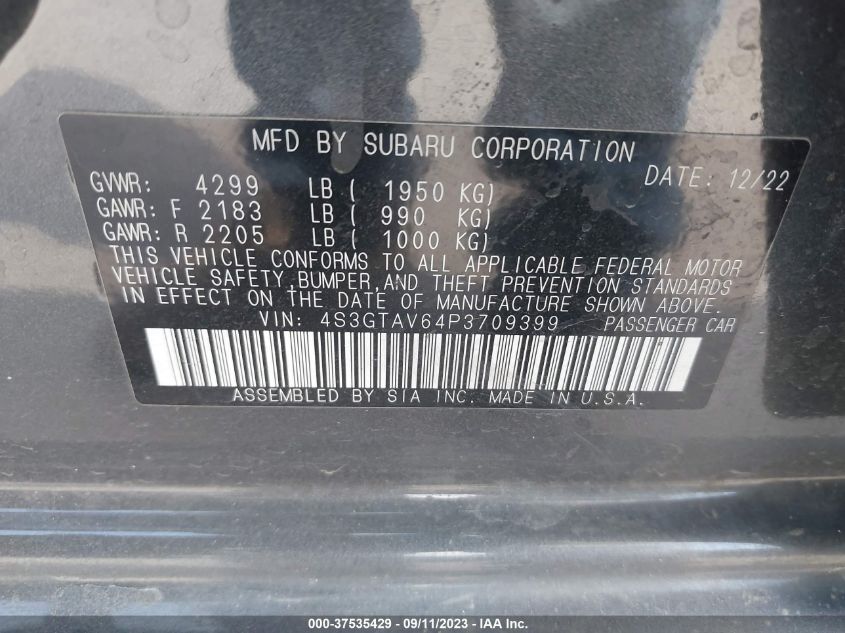 MFD BY SUBARU CORPORATION
DATE: 12/22
GVWR: 4299 LB ( 1950 KG)
GAWR: F 2183 LB ( 990 KG)
GAWR: R 2205 LB ( 1000 KG)
THIS VEHICLE CONFORMS TO ALL APPLICABLE FEDERAL MOTOR
VEHICLE SAFETY, BUMPER, AND THEFT PREVENTION STANDARDS
IN EFFECT ON THE DATE OF MANUFACTURE SHOWN ABOVE.
VIN: 4S3GTAV64P3709399 PASSENGER CAR
ASSEMBLED BY SIA INC. MADE IN U.S.A.
000-37535429 - 09/11/2023 - IAA Inc.